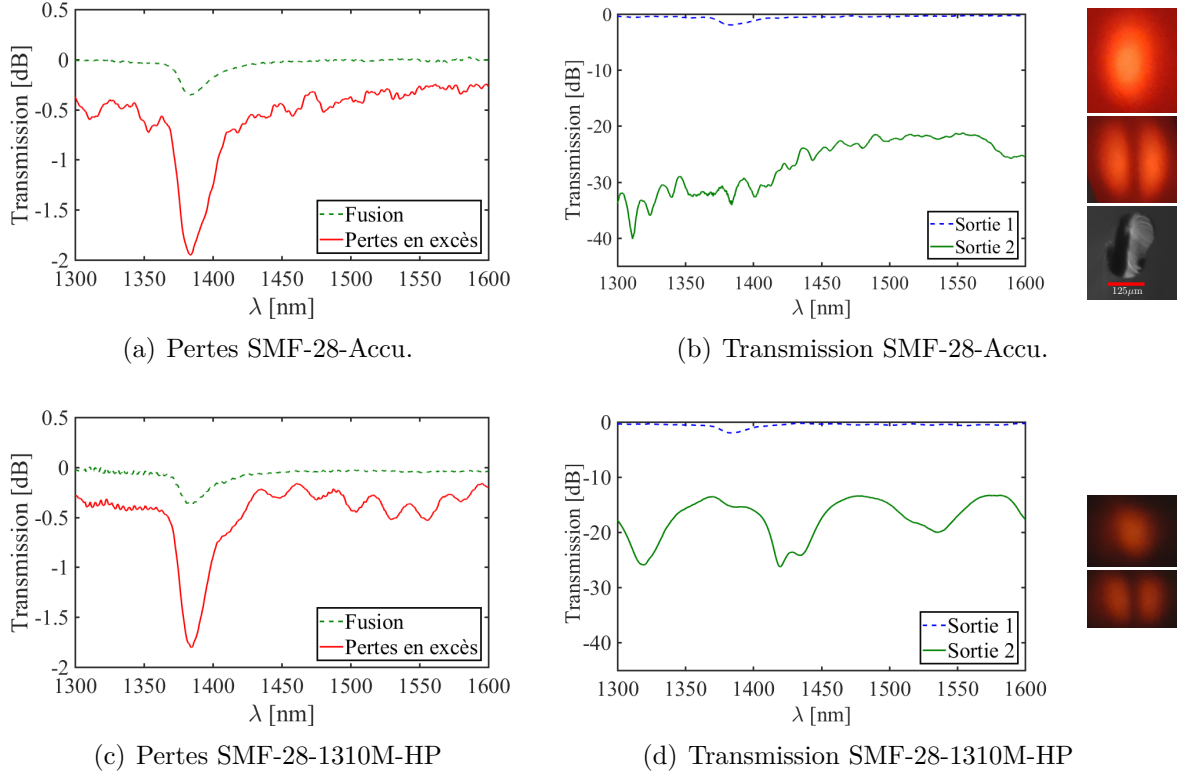 0.5
0
-0.5
-1
-1.5
-2
Transmission [dB]
Fusion
Pertes en excès
1300 1350 1400 1450 1500 1550 1600
λ [nm]
(a) Pertes SMF-28-Accu.
0
-10
-20
-30
-40
Transmission [dB]
Sortie 1
Sortie 2
1300 1350 1400 1450 1500 1550 1600
λ [nm]
125μm
(b) Transmission SMF-28-Accu.
0.5
0
-0.5
-1
-1.5
-2
Transmission [dB]
Fusion
Pertes en excès
1300 1350 1400 1450 1500 1550 1600
λ [nm]
(c) Pertes SMF-28-1310M-HP
0
-10
-20
-30
-40
Transmission [dB]
Sortie 1
Sortie 2
1300 1350 1400 1450 1500 1550 1600
λ [nm]
(d) Transmission SMF-28-1310M-HP